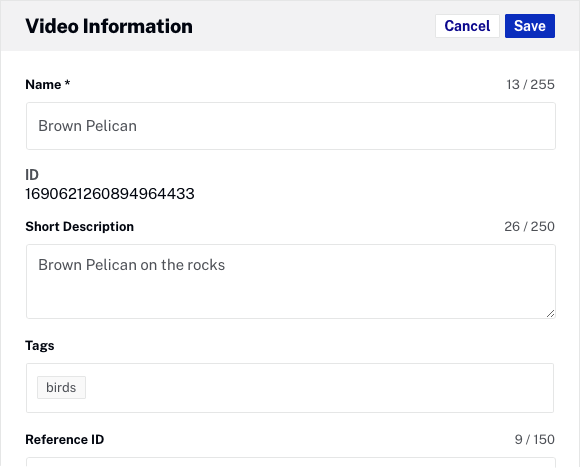 Video Information
Cancel
Save
Name *
13 / 255
Brown Pelican
ID
1690621260894964433
Short Description
26 / 250
Brown Pelican on the rocks
Tags
birds
Reference ID
9 / 150